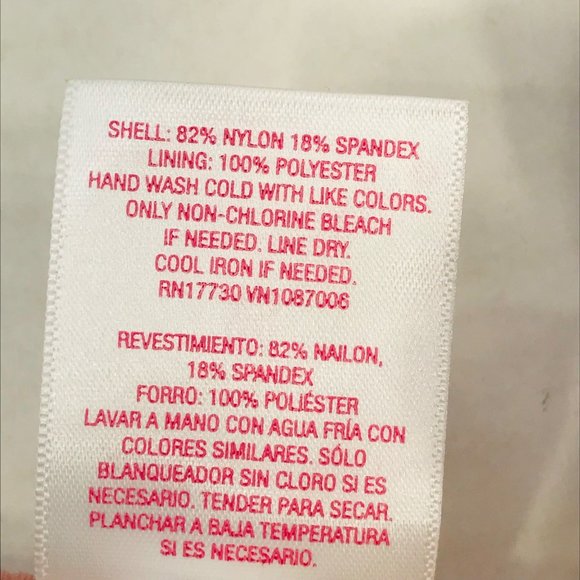 SHELL: 82% NYLON 18% SPANDEX
LINING: 100% POLYESTER
HAND WASH COLD WITH LIKE COLORS.
ONLY NON-CHLORINE BLEACH
IF NEEDED. LINE DRY.
COOL IRON IF NEEDED.
RN17730 VN1087006
REVESTIMIENTO: 82% NAILON,
18% SPANDEX
FORRO: 100% POLIÉSTER
LAVAR A MANO CON AGUA FRÍA CON
COLORES SIMILARES. SÓLO
BLANQUEADOR SIN CLORO SI ES
NECESARIO. TENDER PARA SECAR.
PLANCHAR A BAJA TEMPERATURA
SI ES NECESARIO.